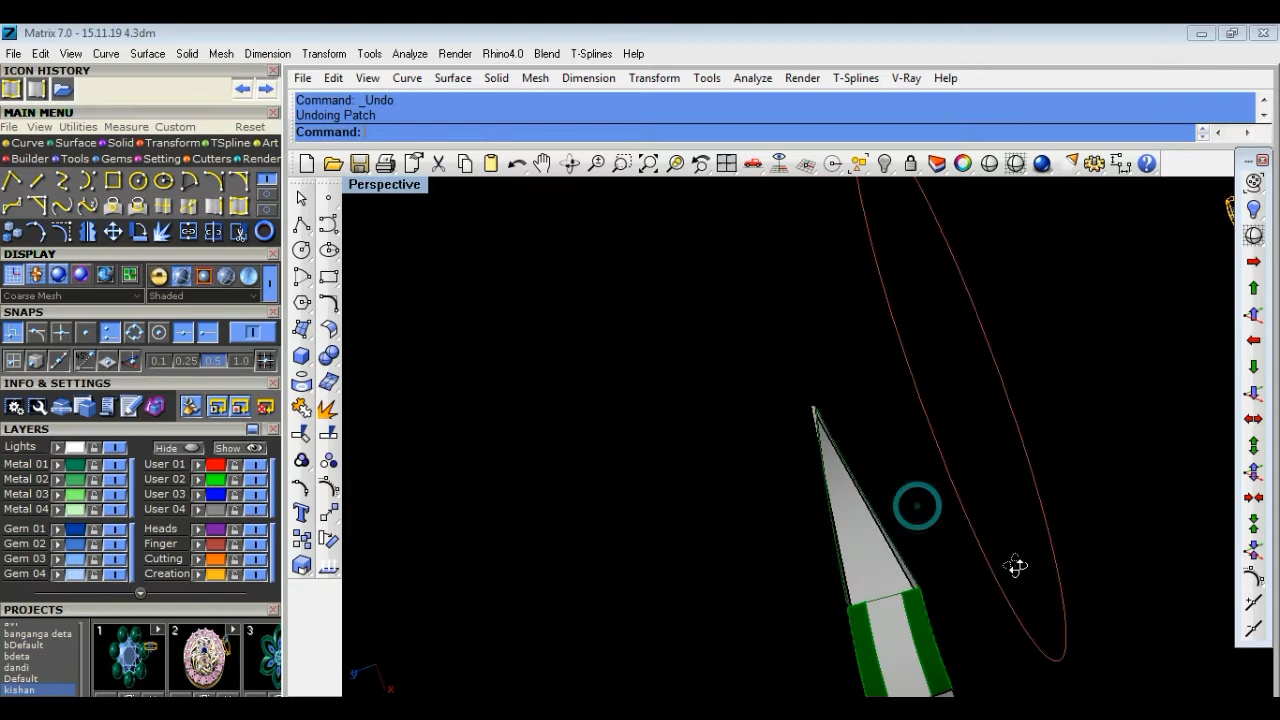 Matrix 7.0 - 15.11.19 4.3dm
File Edit View Curve Surface Solid Mesh Dimension Transform Tools Analyze Render Rhino4.0 Blend T-Splines Help
ICON HISTORY
MAIN MENU
File View Utilities Measure Custom Reset
Curve Surface Solid Transform TSpline Art
Builder Tools Gems Setting Cutters Render
DISPLAY
Coarse Mesh Shaded
SNAPS
0.1 0.25 0.5 1.0
INFO & SETTINGS
LAYERS
Lights Hide Show
Metal 01 User 01
Metal 02 User 02
Metal 03 User 03
Metal 04 User 04
Gem 01 Heads
Gem 02 Finger
Gem 03 Cutting
Gem 04 Creation
PROJECTS
banganga deta
bDefault
bdeta
dandi
Default
kishan
1 2 3
File Edit View Curve Surface Solid Mesh Dimension Transform Tools Analyze Render T-Splines V-Ray Help
Command: _Undo
Undoing Patch
Command:
Perspective
y x